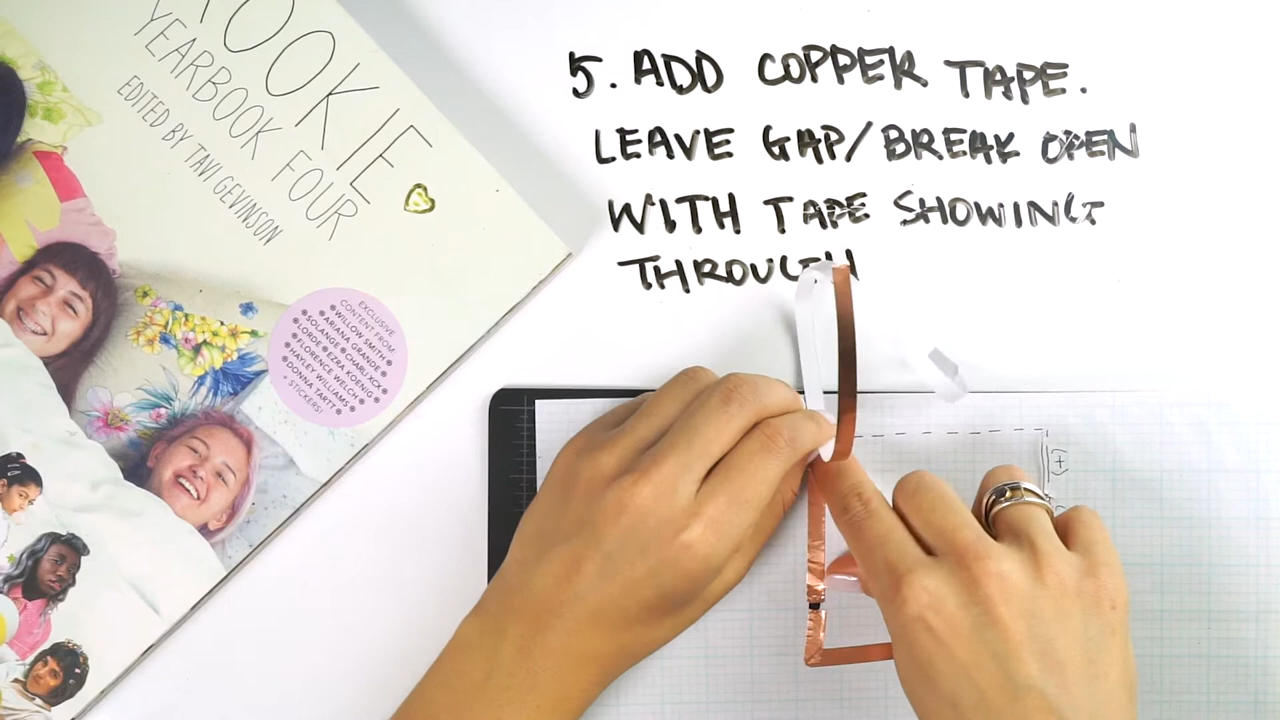 OOKIE
YEARBOOK FOUR
EDITED BY TAVI GEVINSON
EXCLUSIVE
CONTENT FROM:
WILLOW SMITH
ARIANA GRANDE
SOLANGE CHARLI XCX
LORDE EZRA KOENIG
FLORENCE WELCH
HAYLEY WILLIAMS
DONNA TARTT
+ STICKERS!
5. ADD COPPER TAPE.
LEAVE GAP/BREAK OPEN
WITH TAPE SHOWING
THROUGH
(+)